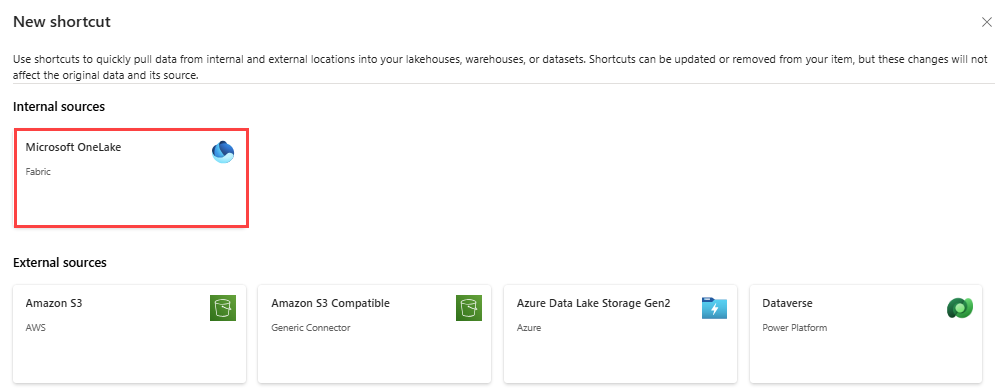 New shortcut
Use shortcuts to quickly pull data from internal and external locations into your lakehouses, warehouses, or datasets. Shortcuts can be updated or removed from your item, but these changes will not
affect the original data and its source.
Internal sources
Microsoft OneLake
Fabric
External sources
Amazon S3
AWS
Amazon S3 Compatible
Generic Connector
Azure Data Lake Storage Gen2
Azure
Dataverse
Power Platform